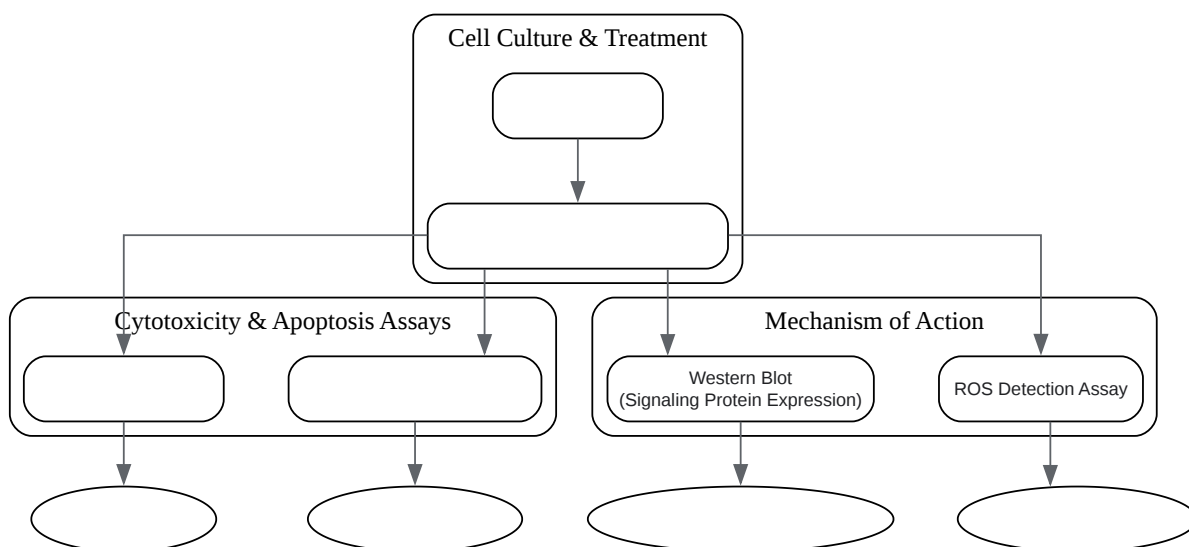 Cell Culture & Treatment
Cytotoxicity & Apoptosis Assays
Mechanism of Action
Western Blot
(Signaling Protein Expression)
ROS Detection Assay